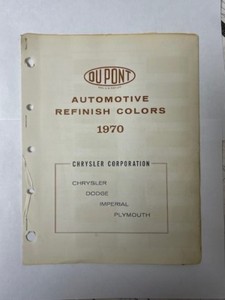 DU PONT
AUTOMOTIVE
REFINISH COLORS
1970
CHRYSLER CORPORATION
CHRYSLER
DODGE
IMPERIAL
PLYMOUTH